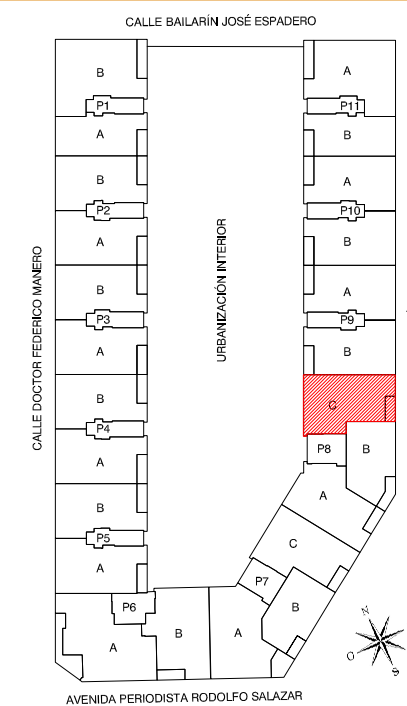 CALLE BAILARÍN JOSÉ ESPADERO
B
A
P1
P11
A
B
B
A
P2
P10
A
B
URBANIZACIÓN INTERIOR
CALLE DOCTOR FEDERICO MANERO
B
A
P3
P9
A
B
B
C
P4
P8
B
A
A
B
P5
C
A
P7
P6
B
A
B
A
N
O
S
AVENIDA PERIODISTA RODOLFO SALAZAR